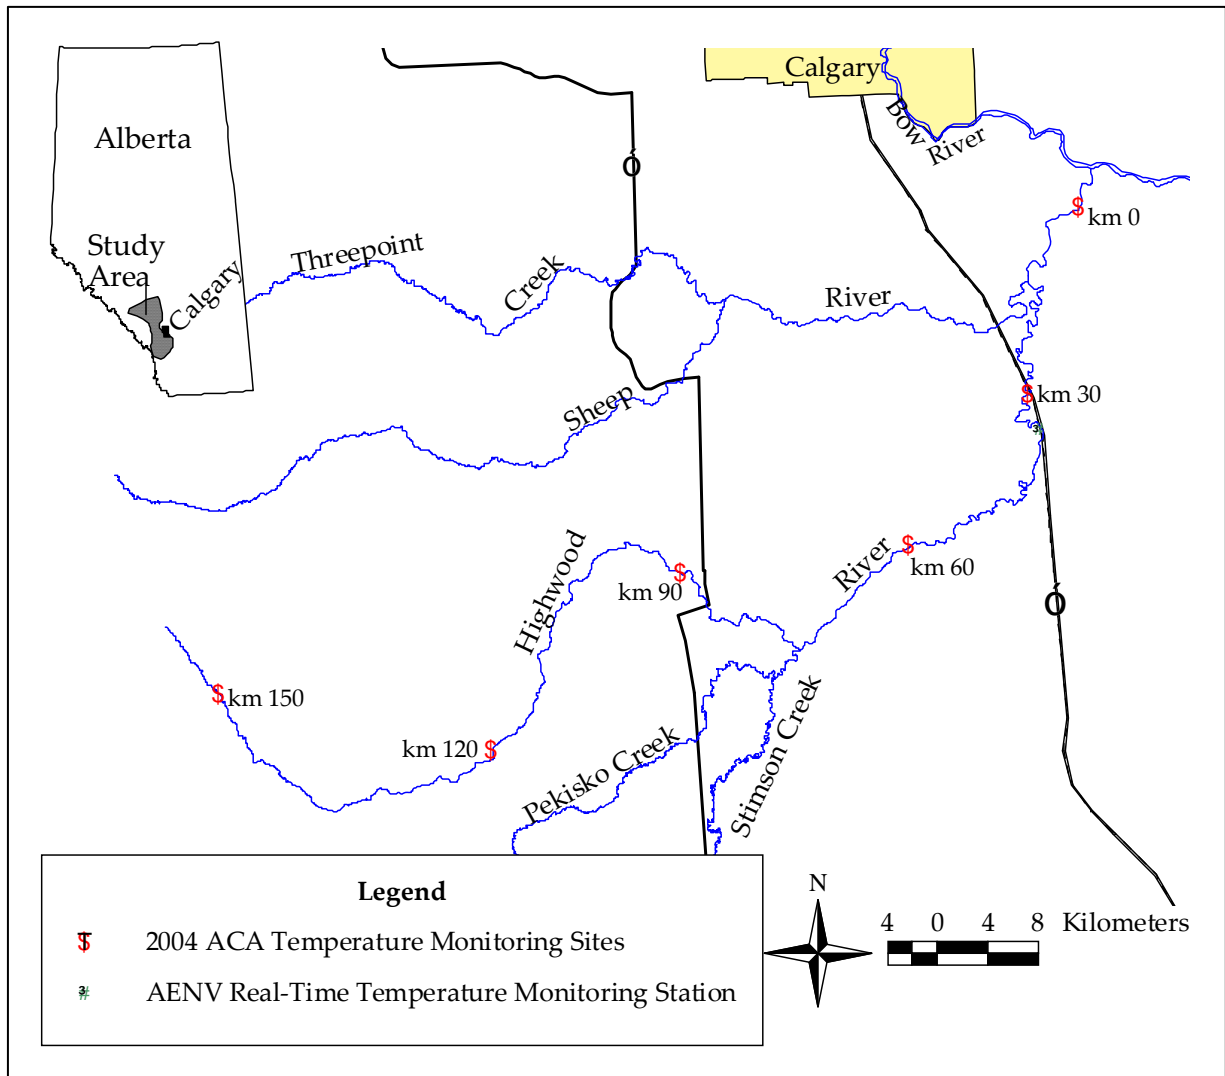 Alberta
Study
Area
Calgary
Calgary
Bow
River
km 0
Threepoint
Creek
River
Sheep
km 30
River
km 60
Highwood
km 90
km 150
km 120
Pekisko Creek
Stimson Creek
Legend
2004 ACA Temperature Monitoring Sites
AENV Real-Time Temperature Monitoring Station
N
4 0 4 8 Kilometers